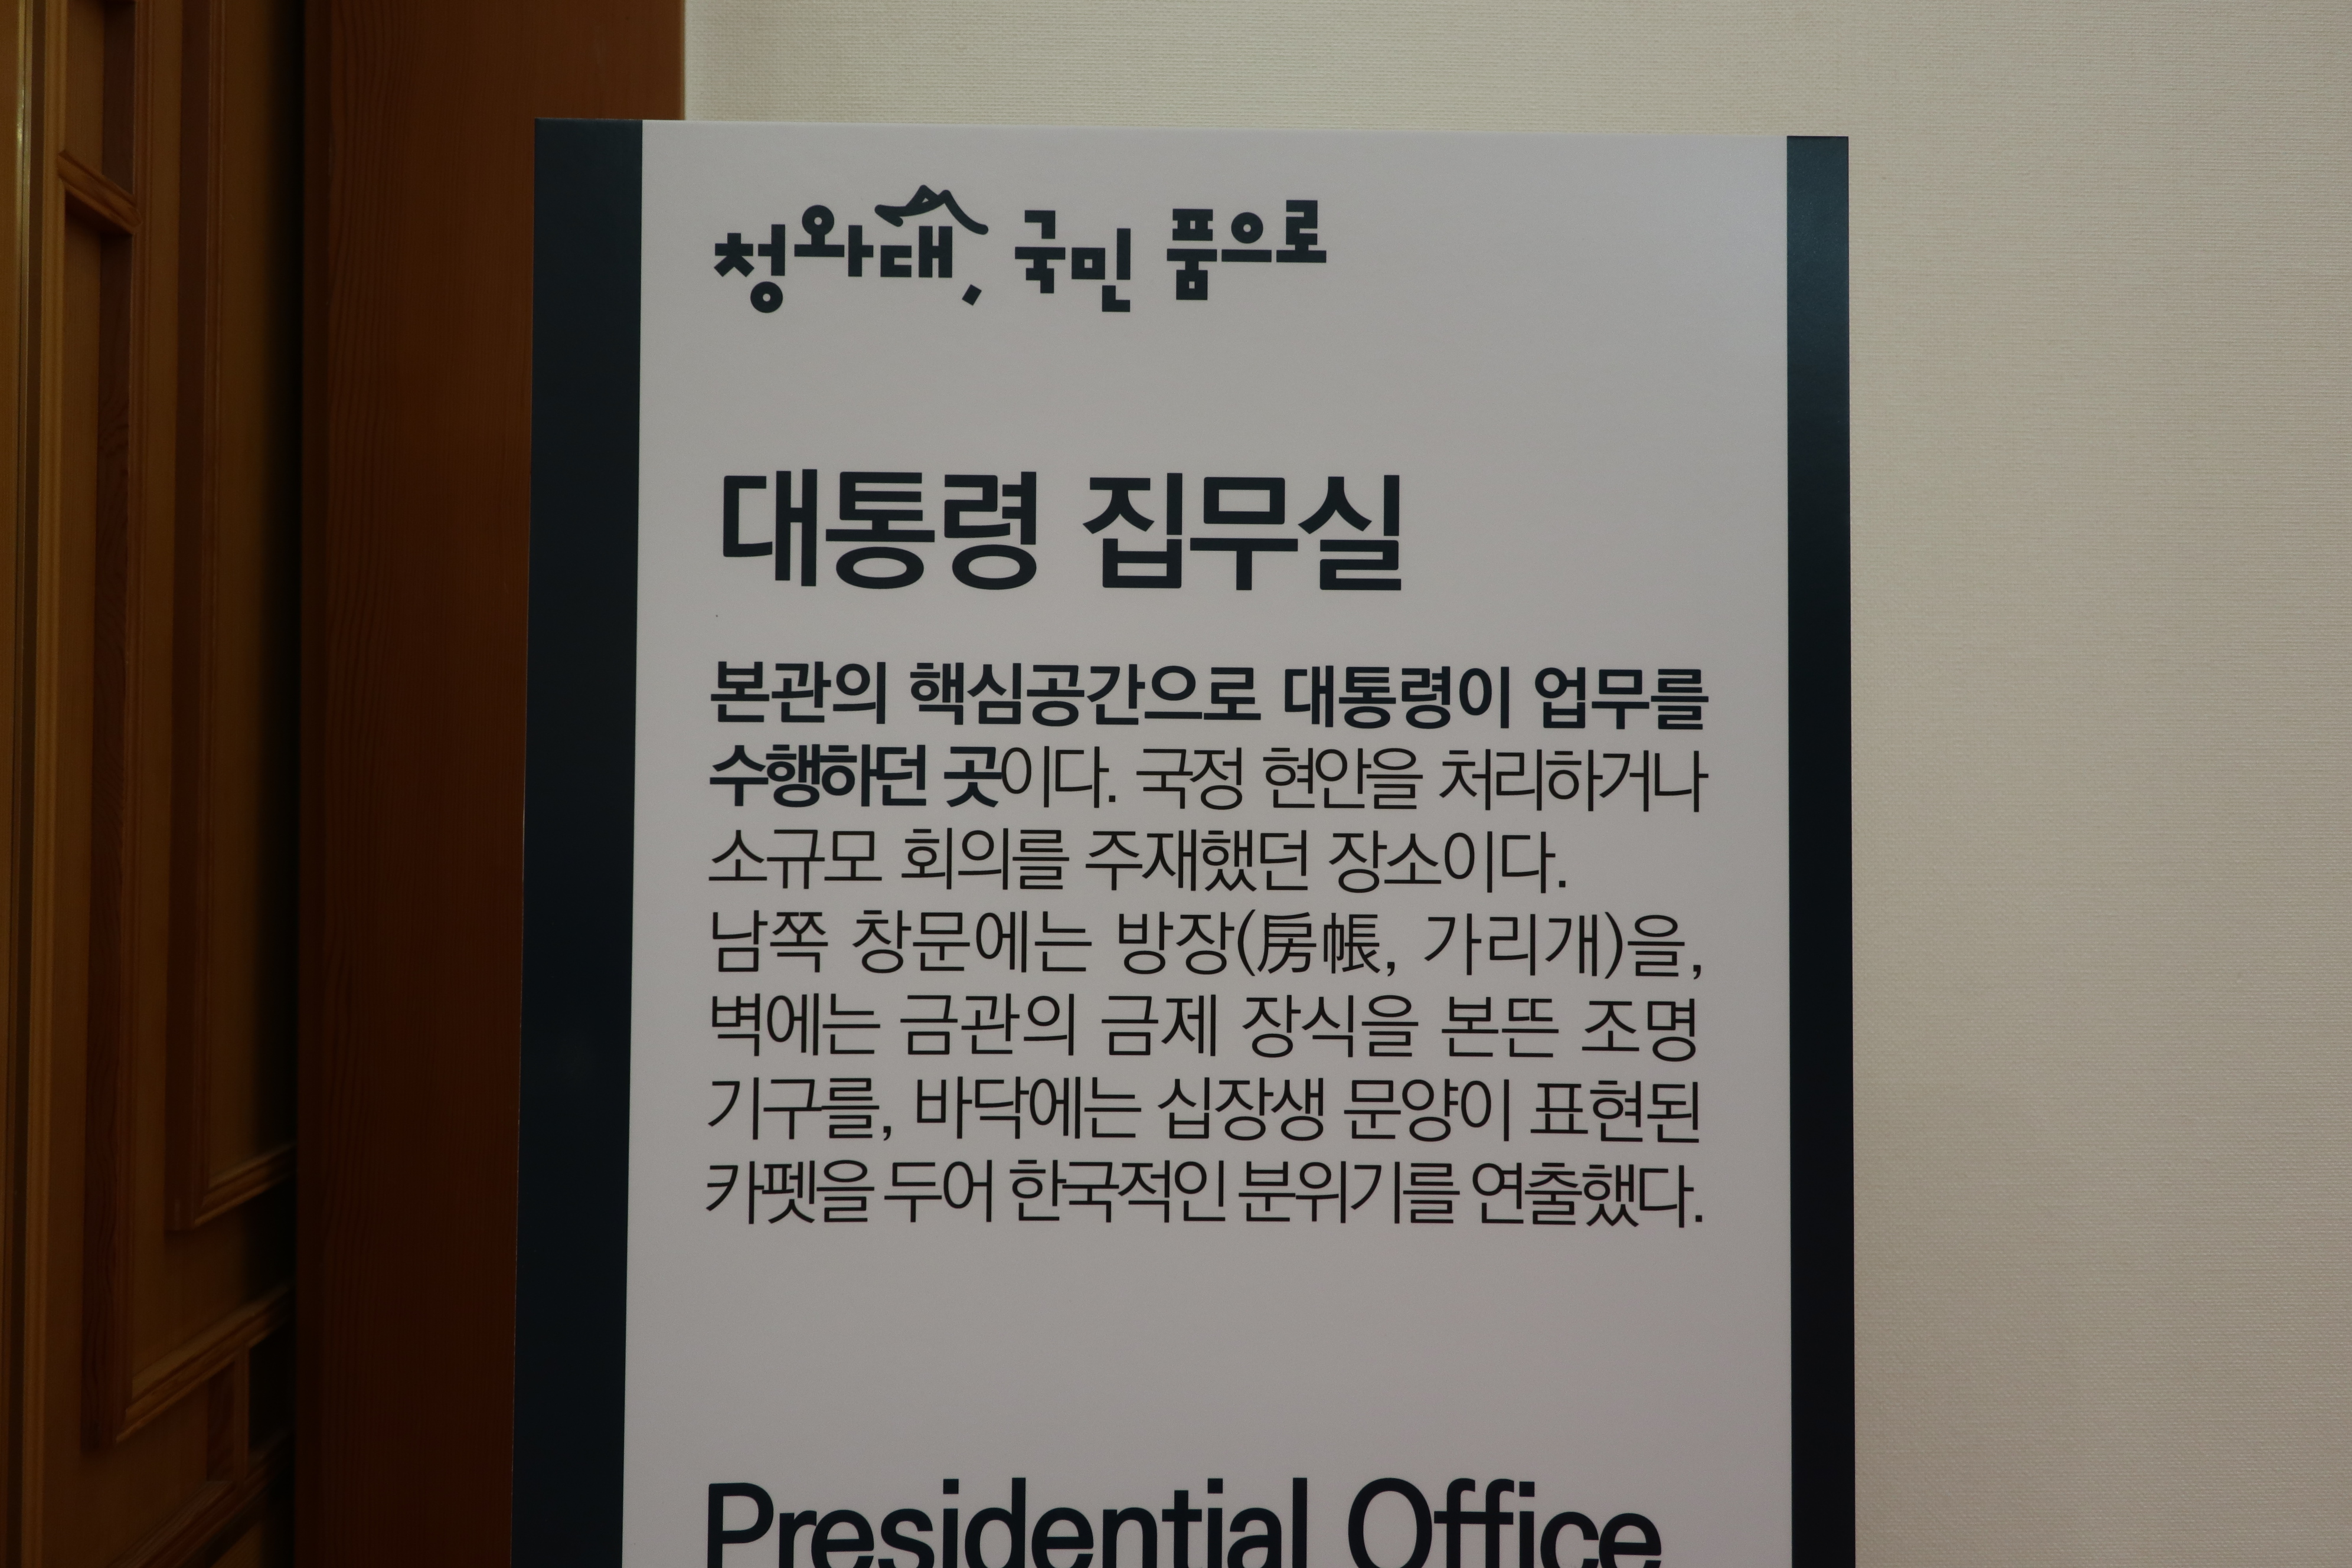 청와대, 국민 품으로
대통령 집무실
본관의 핵심공간으로 대통령이 업무를
수행하던 곳이다. 국정 현안을 처리하거나
소규모 회의를 주재했던 장소이다.
남쪽 창문에는 방장(房帳, 가리개)을,
벽에는 금관의 금제 장식을 본뜬 조명
기구를, 바닥에는 십장생 문양이 표현된
카펫을 두어 한국적인 분위기를 연출했다.
Presidential Office